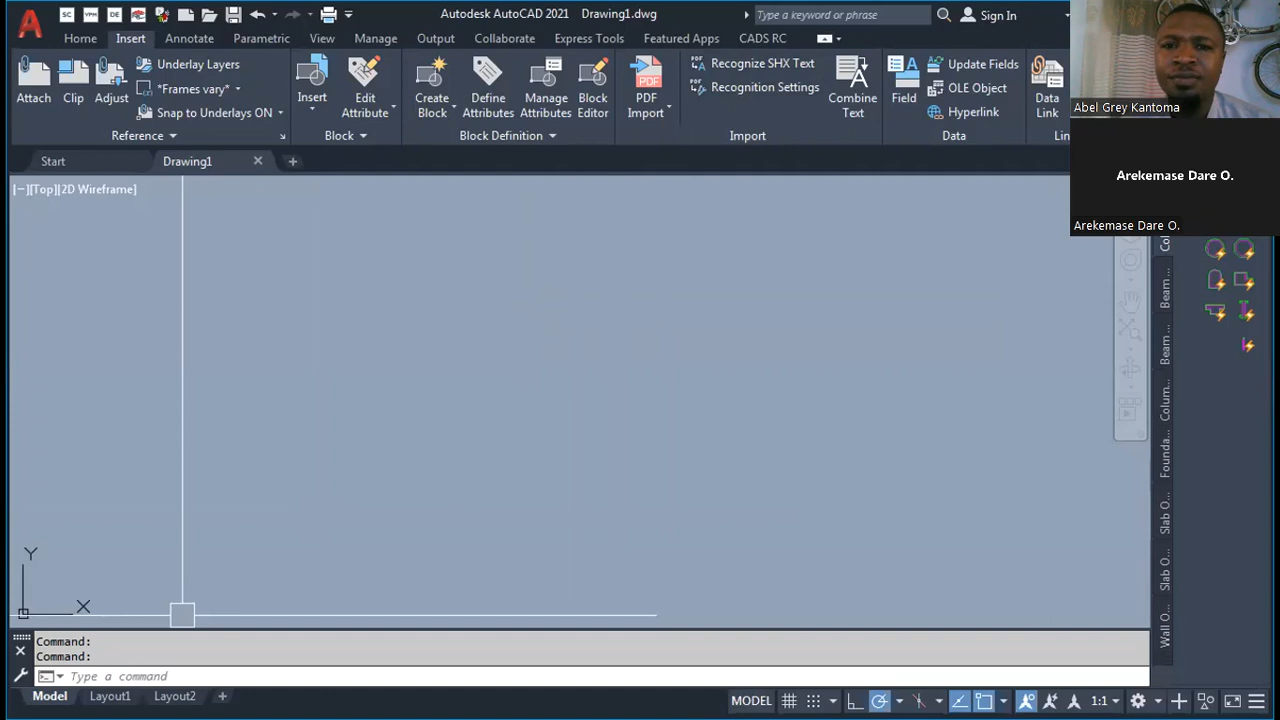 SC VPM DE Autodesk AutoCAD 2021 Drawing1.dwg Type a keyword or phrase Sign In
Home Insert Annotate Parametric View Manage Output Collaborate Express Tools Featured Apps CADS RC
Attach Clip Adjust
Underlay Layers
*Frames vary*
Snap to Underlays ON
Insert Edit Attribute
Create Block Define Attributes Manage Attributes Block Editor
PDF Import
Recognize SHX Text
Recognition Settings
Combine Text
Field
Update Fields
OLE Object
Hyperlink
Data Link
Reference Block Block Definition Import Data
Abel Grey Kantoma
Arekemase Dare O.
Arekemase Dare O.
Start Drawing1
[−][Top][2D Wireframe]
Beam ...
Beam ...
Colum...
Founda...
Slab O...
Slab O...
Wall O...
Y
X
Command:
Command:
Type a command
Model Layout1 Layout2 MODEL 1:1